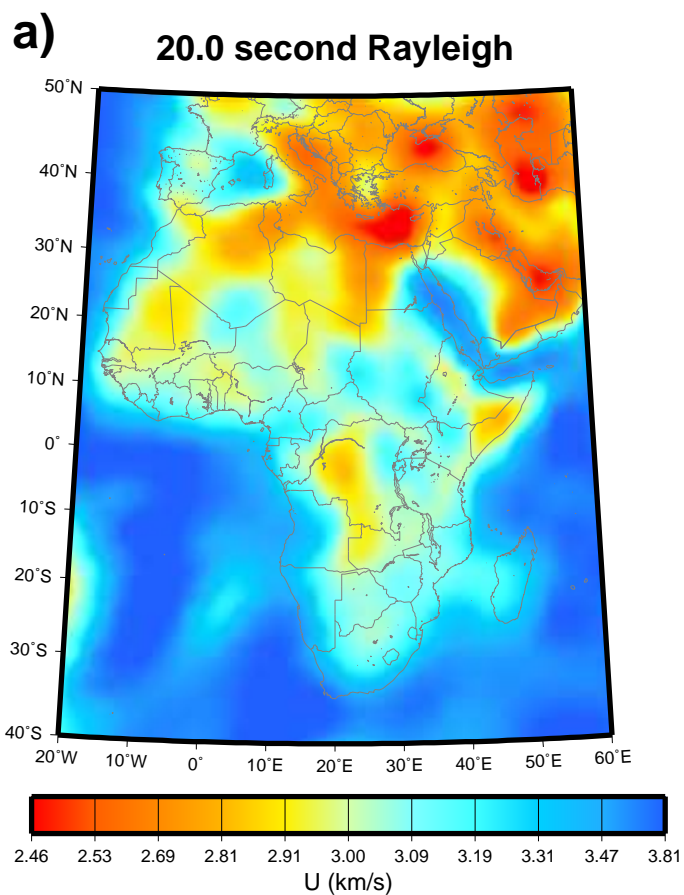 a)
20.0 second Rayleigh
50˚N
40˚N
30˚N
20˚N
10˚N
0˚
10˚S
20˚S
30˚S
40˚S
20˚W 10˚W 0˚ 10˚E 20˚E 30˚E 40˚E 50˚E 60˚E
2.46 2.53 2.69 2.81 2.91 3.00 3.09 3.19 3.31 3.47 3.81
U (km/s)